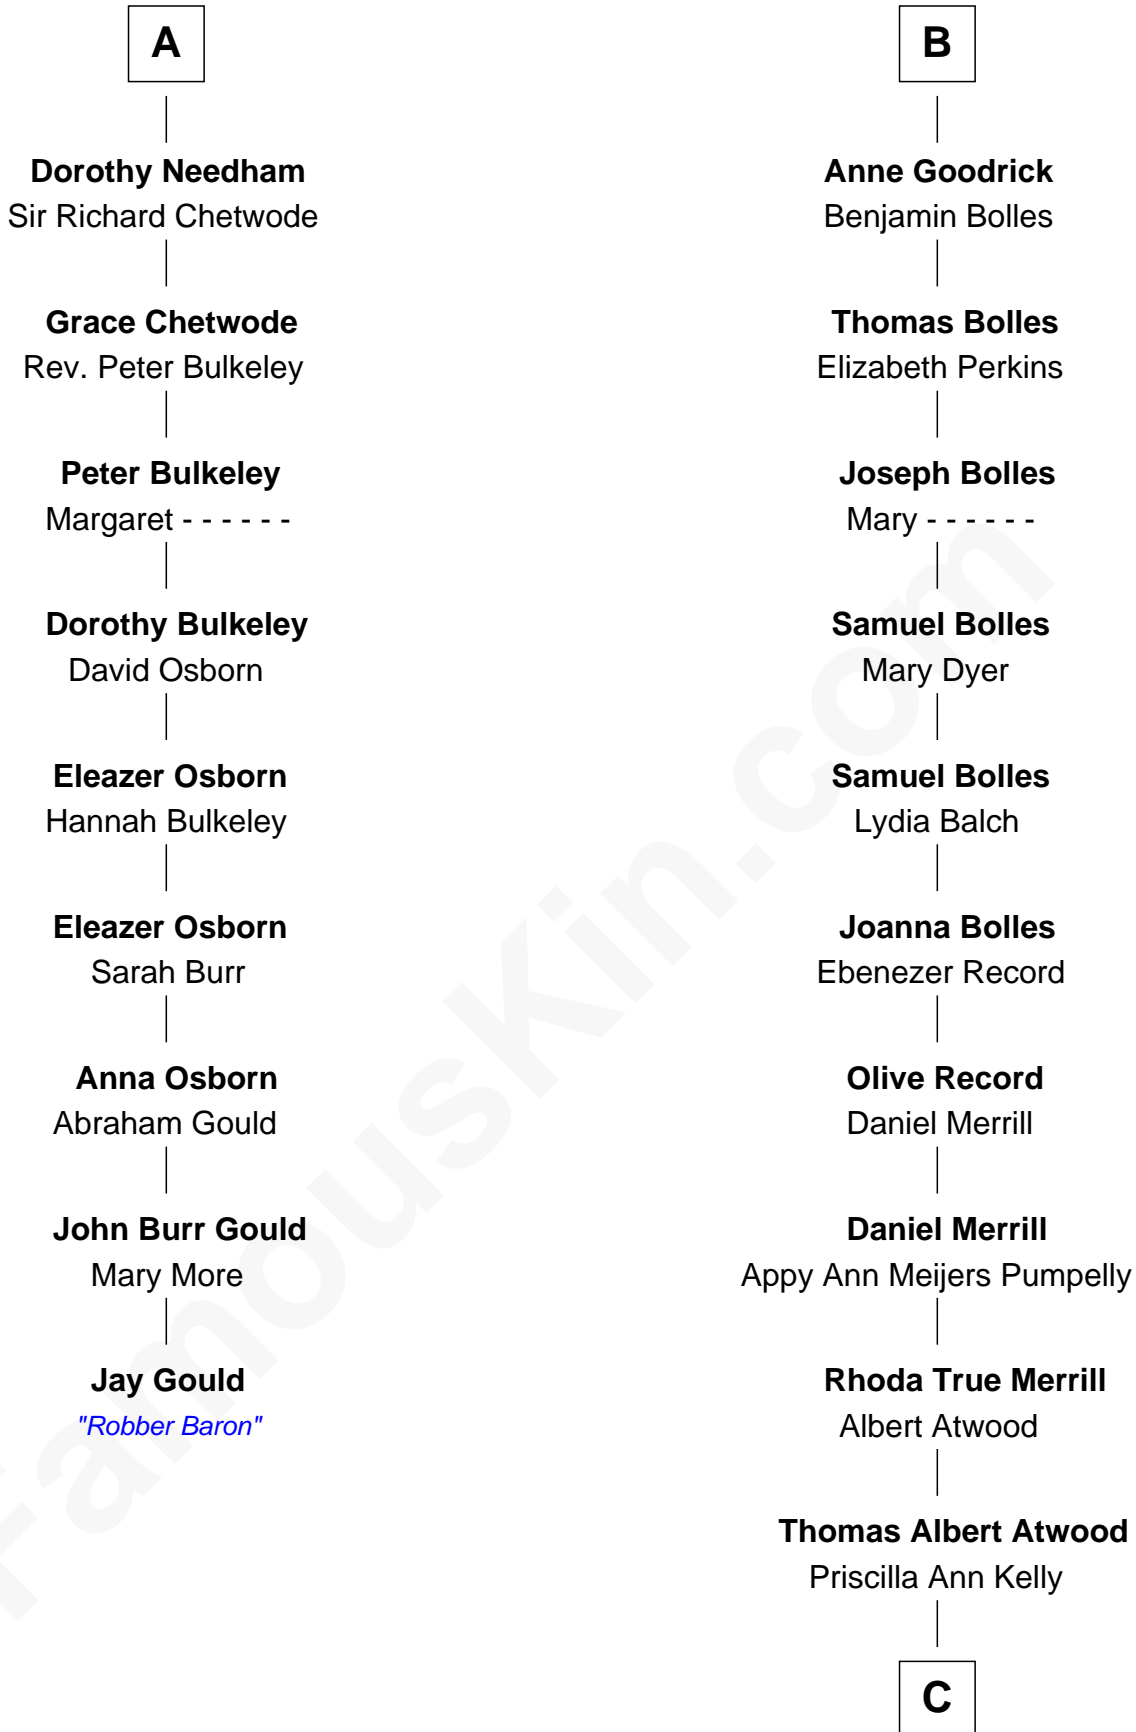 A
Dorothy Needham
Sir Richard Chetwode
Grace Chetwode
Rev. Peter Bulkeley
Peter Bulkeley
Margaret - - - - - -
Dorothy Bulkeley
David Osborn
Eleazer Osborn
Hannah Bulkeley
Eleazer Osborn
Sarah Burr
Anna Osborn
Abraham Gould
John Burr Gould
Mary More
Jay Gould
"Robber Baron"
B
Anne Goodrick
Benjamin Bolles
Thomas Bolles
Elizabeth Perkins
Joseph Bolles
Mary - - - - - -
Samuel Bolles
Mary Dyer
Samuel Bolles
Lydia Balch
Joanna Bolles
Ebenezer Record
Olive Record
Daniel Merrill
Daniel Merrill
Appy Ann Meijers Pumpelly
Rhoda True Merrill
Albert Atwood
Thomas Albert Atwood
Priscilla Ann Kelly
C
FamousKin.com